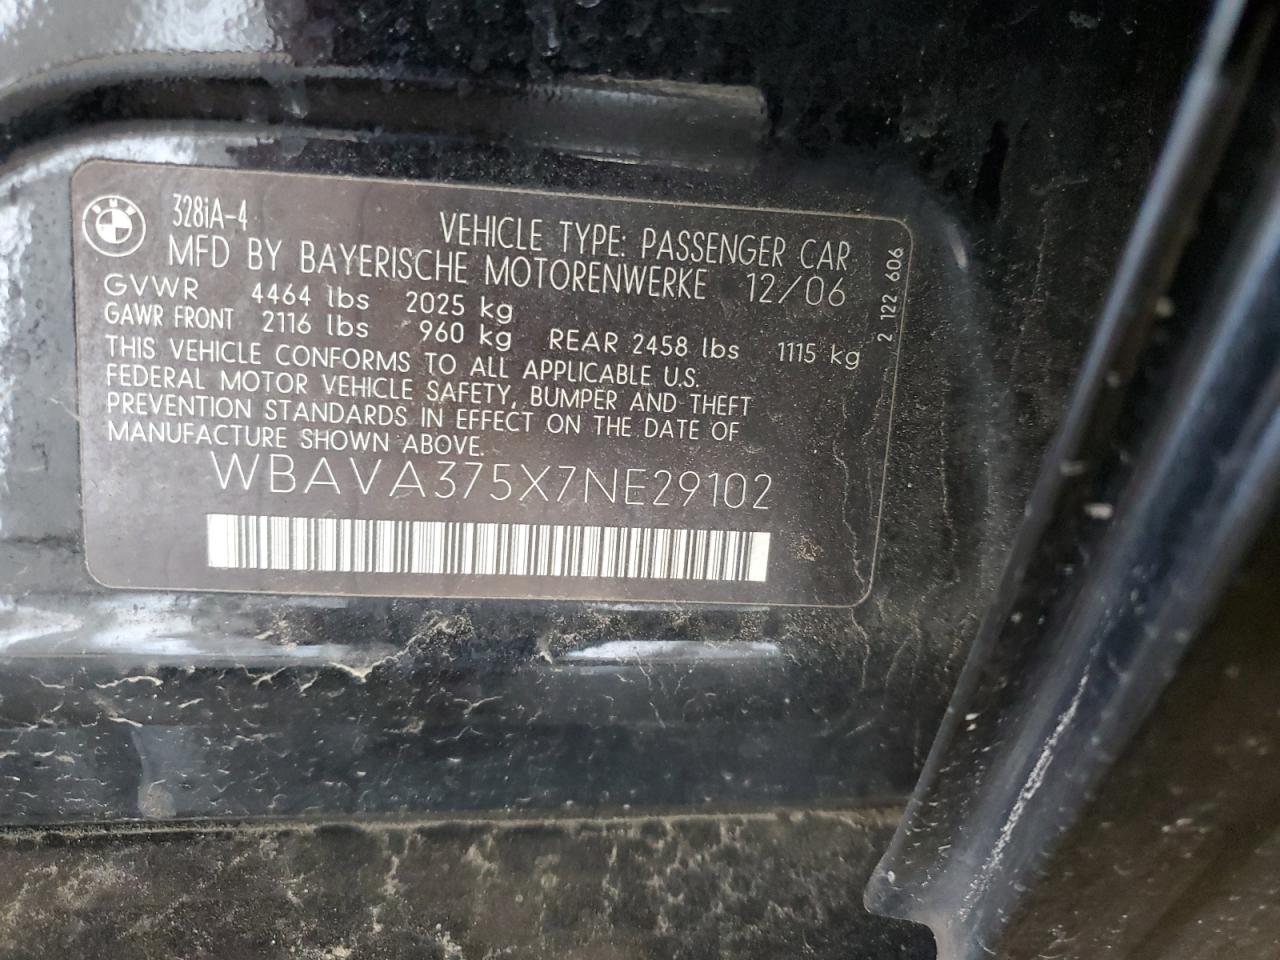 BMW
328iA-4
VEHICLE TYPE: PASSENGER CAR
MFD BY BAYERISCHE MOTORENWERKE 12/06
GVWR 4464 lbs 2025 kg
GAWR FRONT 2116 lbs 960 kg REAR 2458 lbs 1115 kg
THIS VEHICLE CONFORMS TO ALL APPLICABLE U.S.
FEDERAL MOTOR VEHICLE SAFETY, BUMPER AND THEFT
PREVENTION STANDARDS IN EFFECT ON THE DATE OF
MANUFACTURE SHOWN ABOVE.
WBAVA375X7NE29102
2 122 606